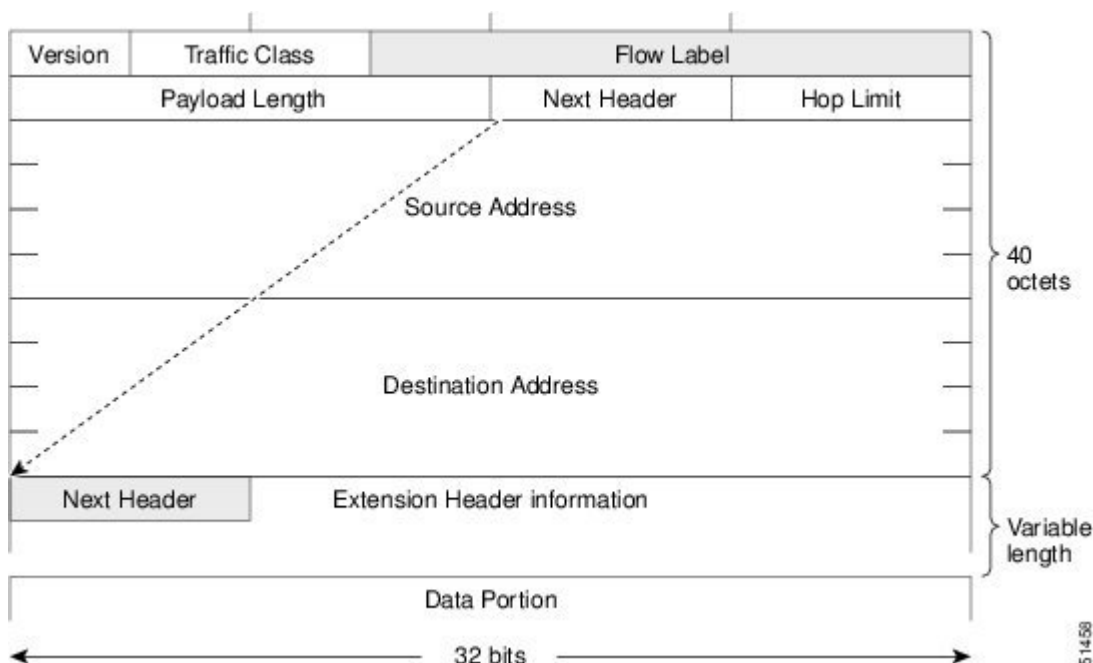 Version Traffic Class Flow Label
Payload Length Next Header Hop Limit
Source Address
40
octets
Destination Address
Next Header Extension Header information
Variable
length
Data Portion
32 bits
51458